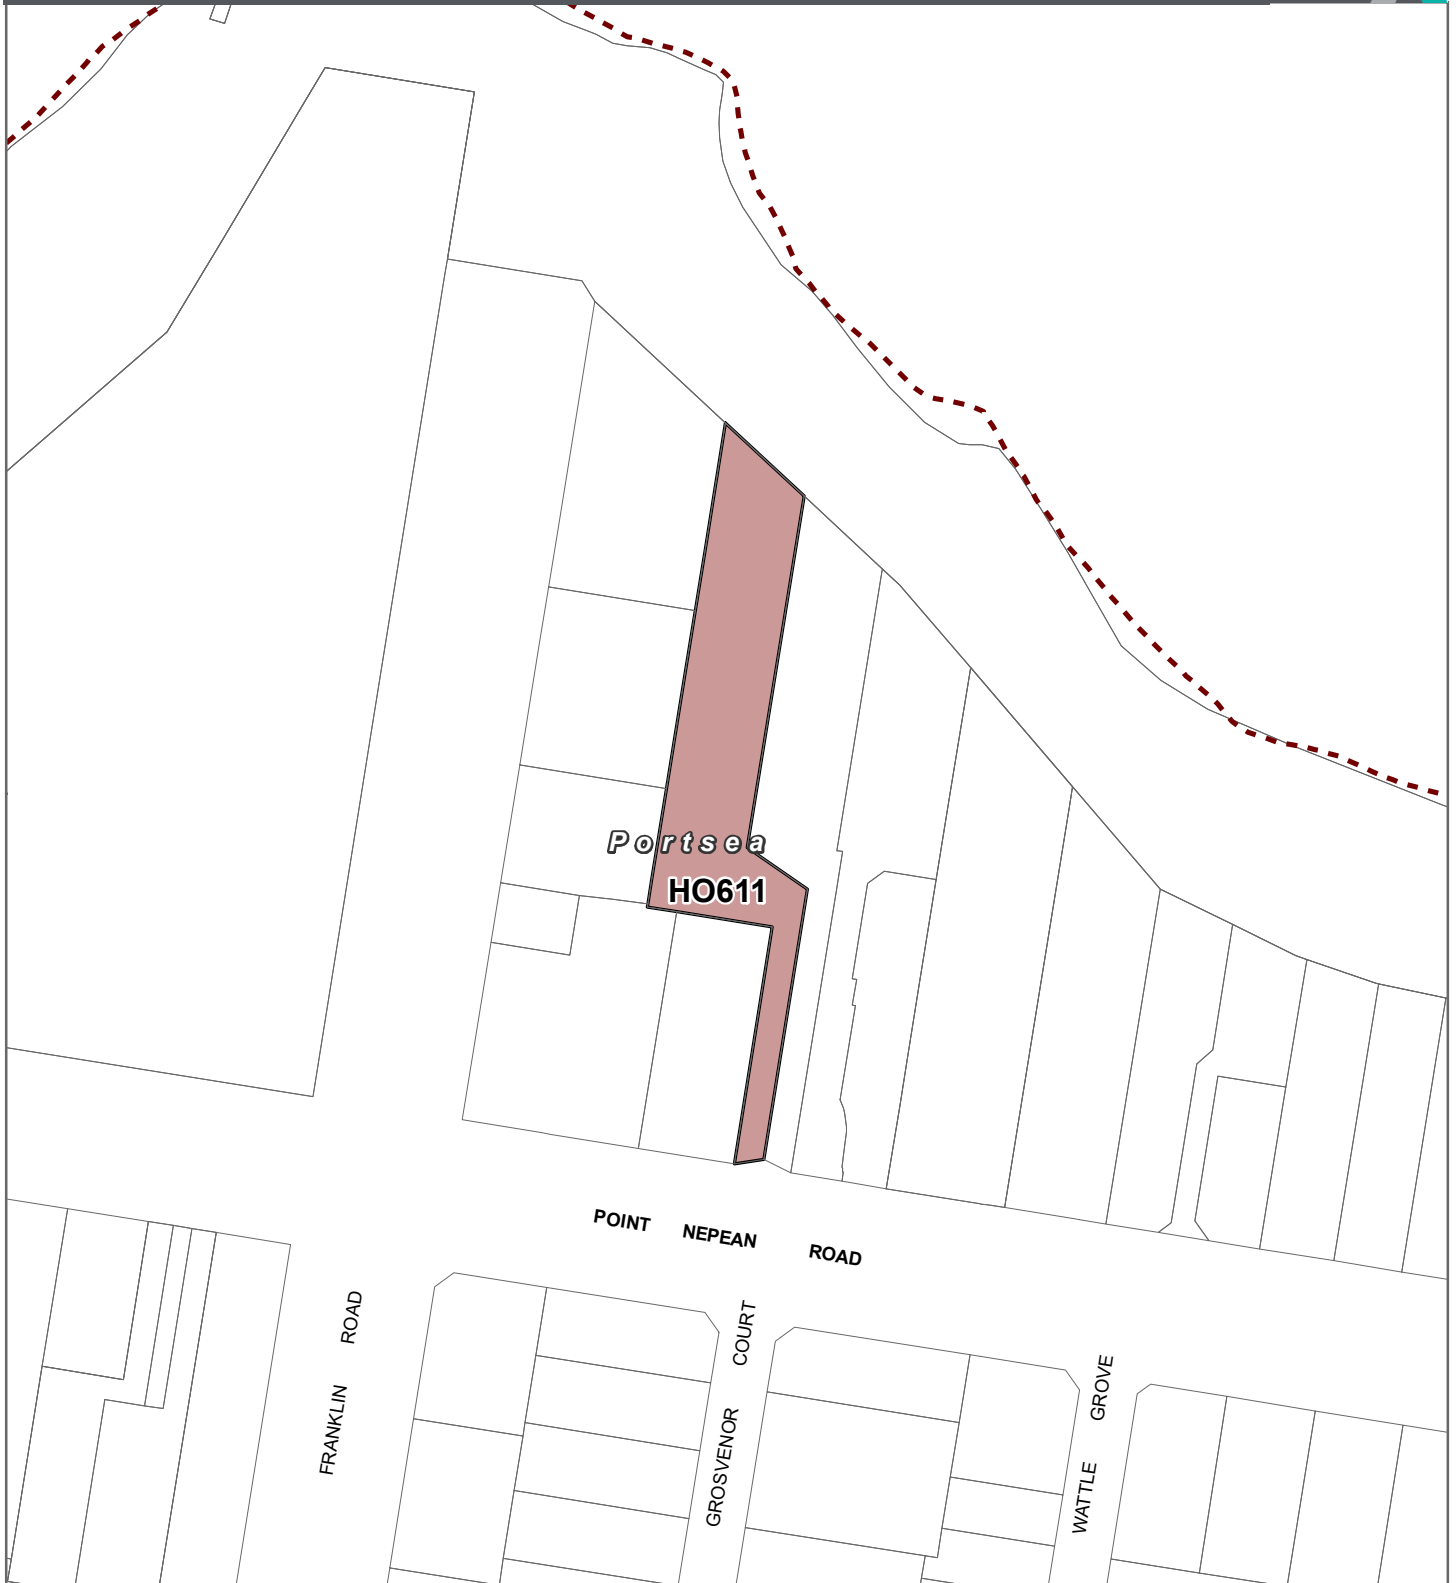 Portsea
HO611
POINT NEPEAN ROAD
FRANKLIN ROAD
GROSVENOR COURT
WATTLE GROVE